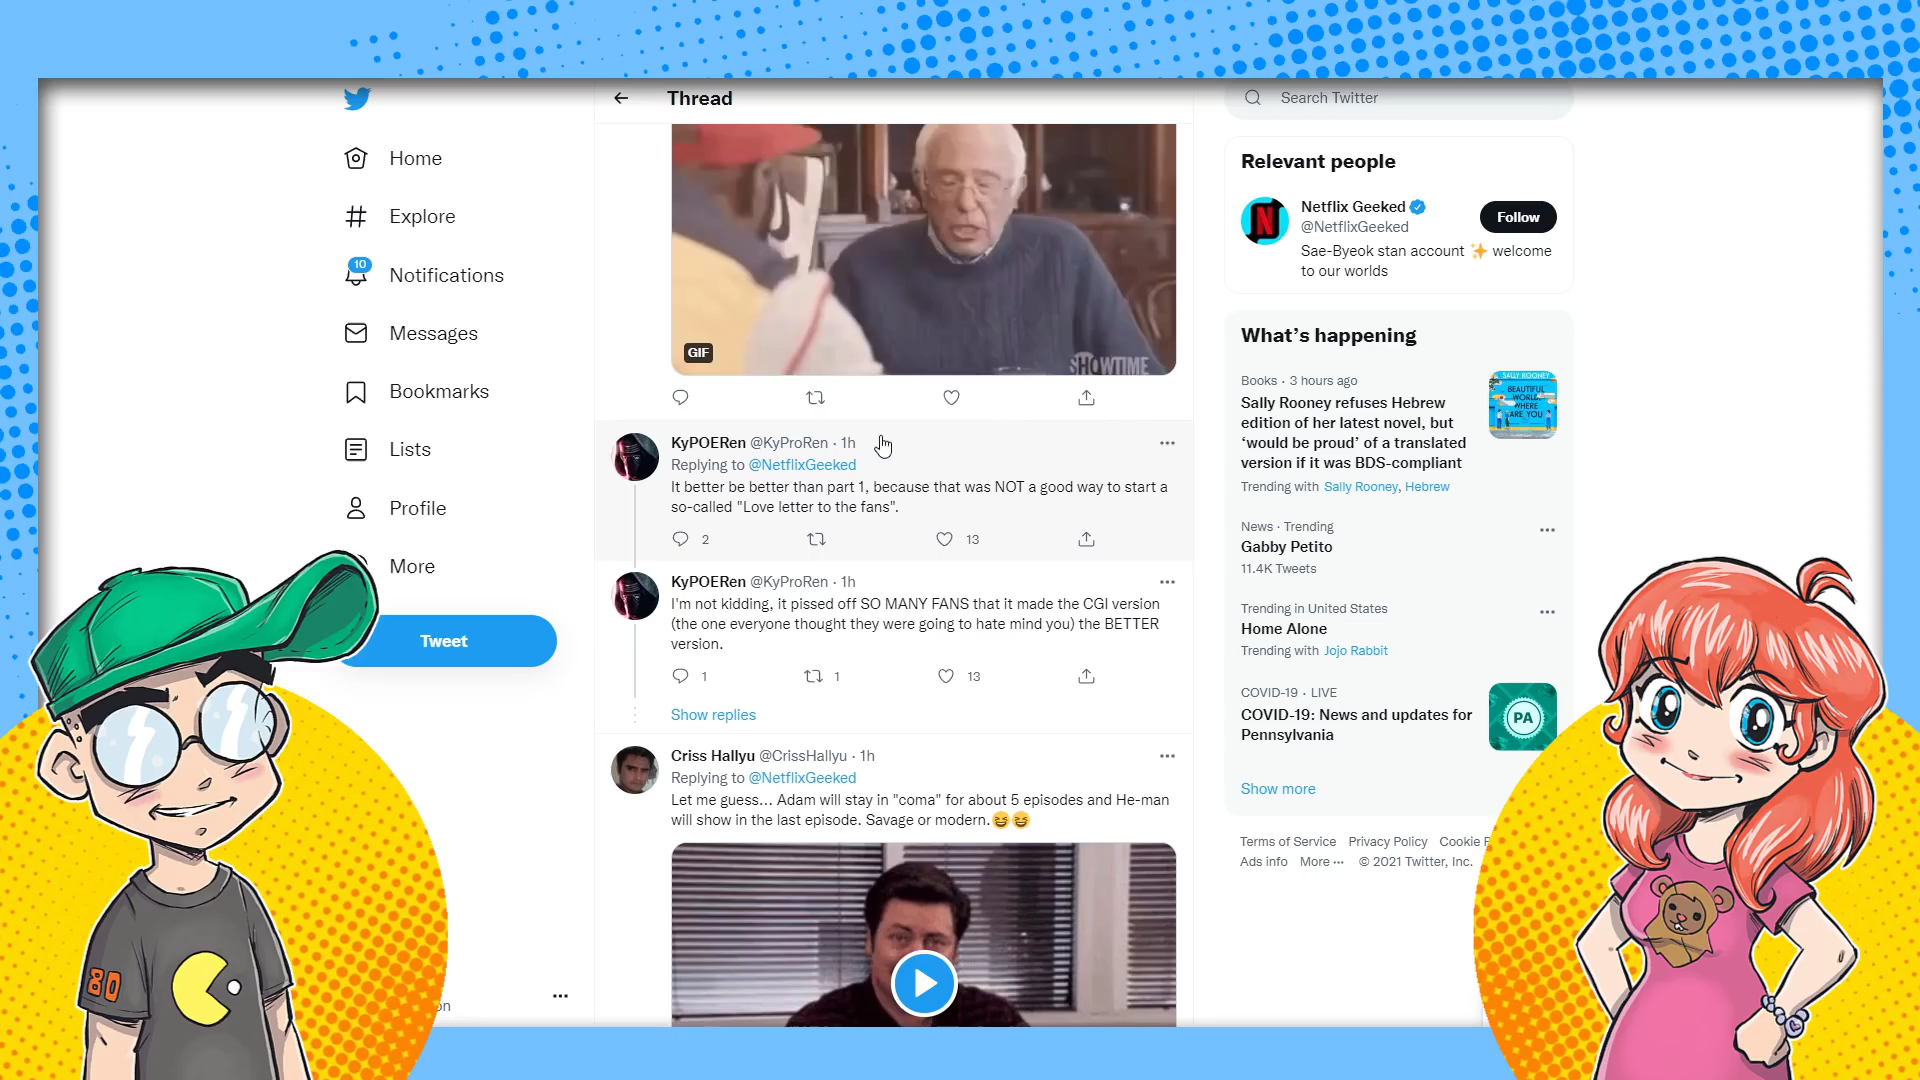 Home
Explore
10
Notifications
Messages
Bookmarks
Lists
Profile
More
Tweet
Thread
SHOWTIME
GIF
KyPOERen @KyProRen · 1h
Replying to @NetflixGeeked
It better be better than part 1, because that was NOT a good way to start a
so-called "Love letter to the fans".
2
13
KyPOERen @KyProRen · 1h
I'm not kidding, it pissed off SO MANY FANS that it made the CGI version
(the one everyone thought they were going to hate mind you) the BETTER
version.
1
1
13
Show replies
Criss Hallyu @CrissHallyu · 1h
Replying to @NetflixGeeked
Let me guess... Adam will stay in "coma" for about 5 episodes and He-man
will show in the last episode. Savage or modern.😆😆
Search Twitter
Relevant people
N
Netflix Geeked
@NetflixGeeked
Follow
Sae-Byeok stan account ✨ welcome
to our worlds
What's happening
Books · 3 hours ago
Sally Rooney refuses Hebrew
edition of her latest novel, but
'would be proud' of a translated
version if it was BDS-compliant
SALLY ROONEY
BEAUTIFUL
WORLD,
WHERE
ARE YOU
Trending with Sally Rooney, Hebrew
News · Trending
Gabby Petito
11.4K Tweets
Trending in United States
Home Alone
Trending with Jojo Rabbit
COVID-19 · LIVE
COVID-19: News and updates for
Pennsylvania
PA
Show more
Terms of Service Privacy Policy Cookie
Ads info More ··· © 2021 Twitter, Inc.
80
on